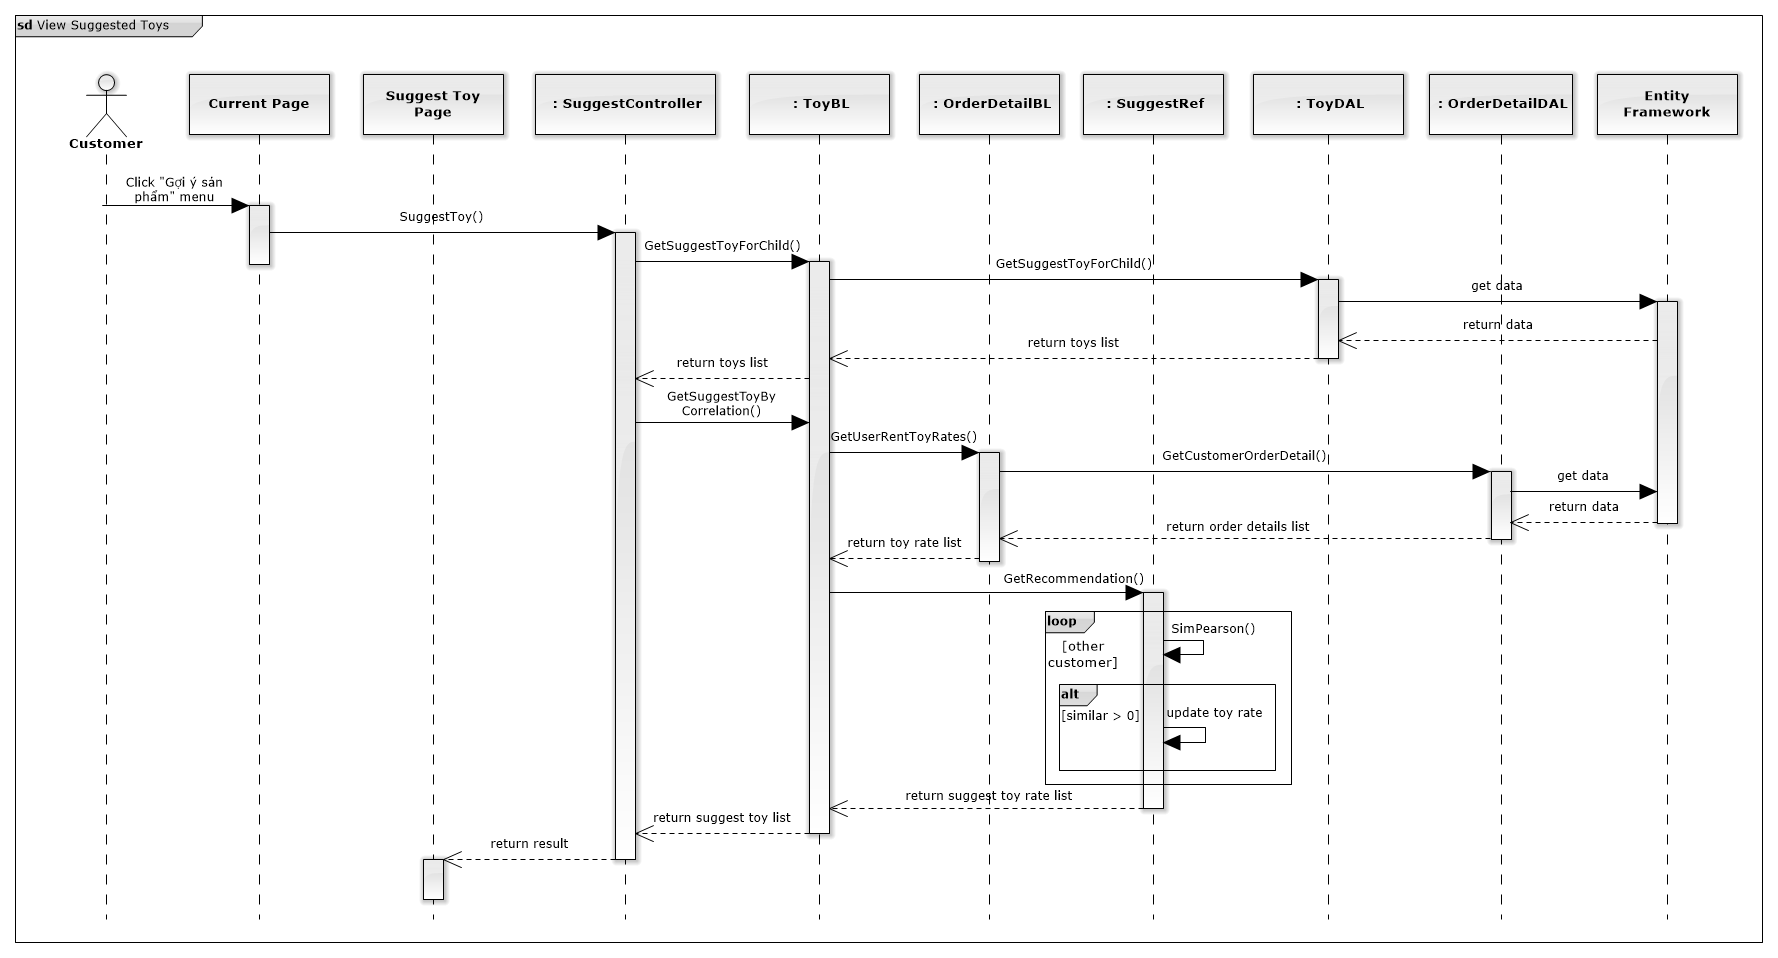 sd View Suggested Toys
Customer
Current Page
Suggest Toy
Page
: SuggestController
: ToyBL
: OrderDetailBL
: SuggestRef
: ToyDAL
: OrderDetailDAL
Entity
Framework
Click "Gợi ý sản
phẩm" menu
SuggestToy()
GetSuggestToyForChild()
GetSuggestToyForChild()
get data
return data
return toys list
return toys list
GetSuggestToyBy
Correlation()
GetUserRentToyRates()
GetCustomerOrderDetail()
get data
return data
return order details list
return toy rate list
GetRecommendation()
loop
[other
customer]
SimPearson()
alt
[similar > 0]
update toy rate
return suggest toy rate list
return suggest toy list
return result